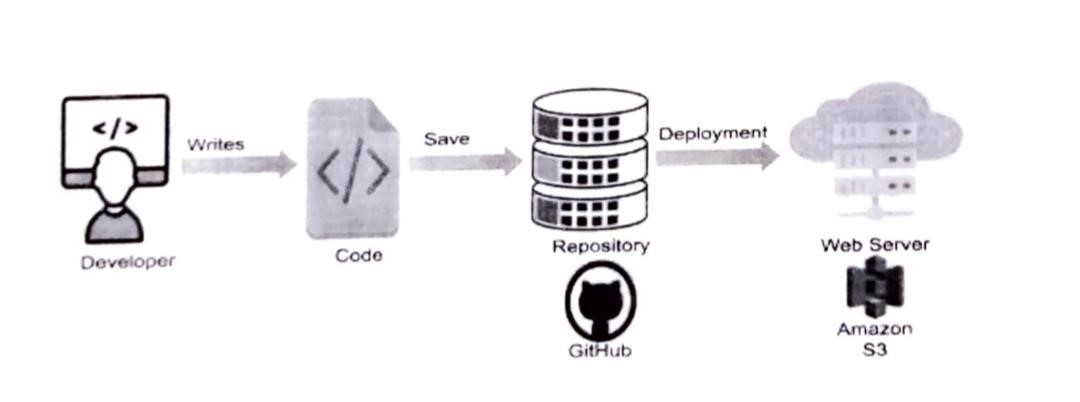 </>
Developer
Writes
</>
Code
Save
Repository
GitHub
Deployment
Web Server
Amazon
S3